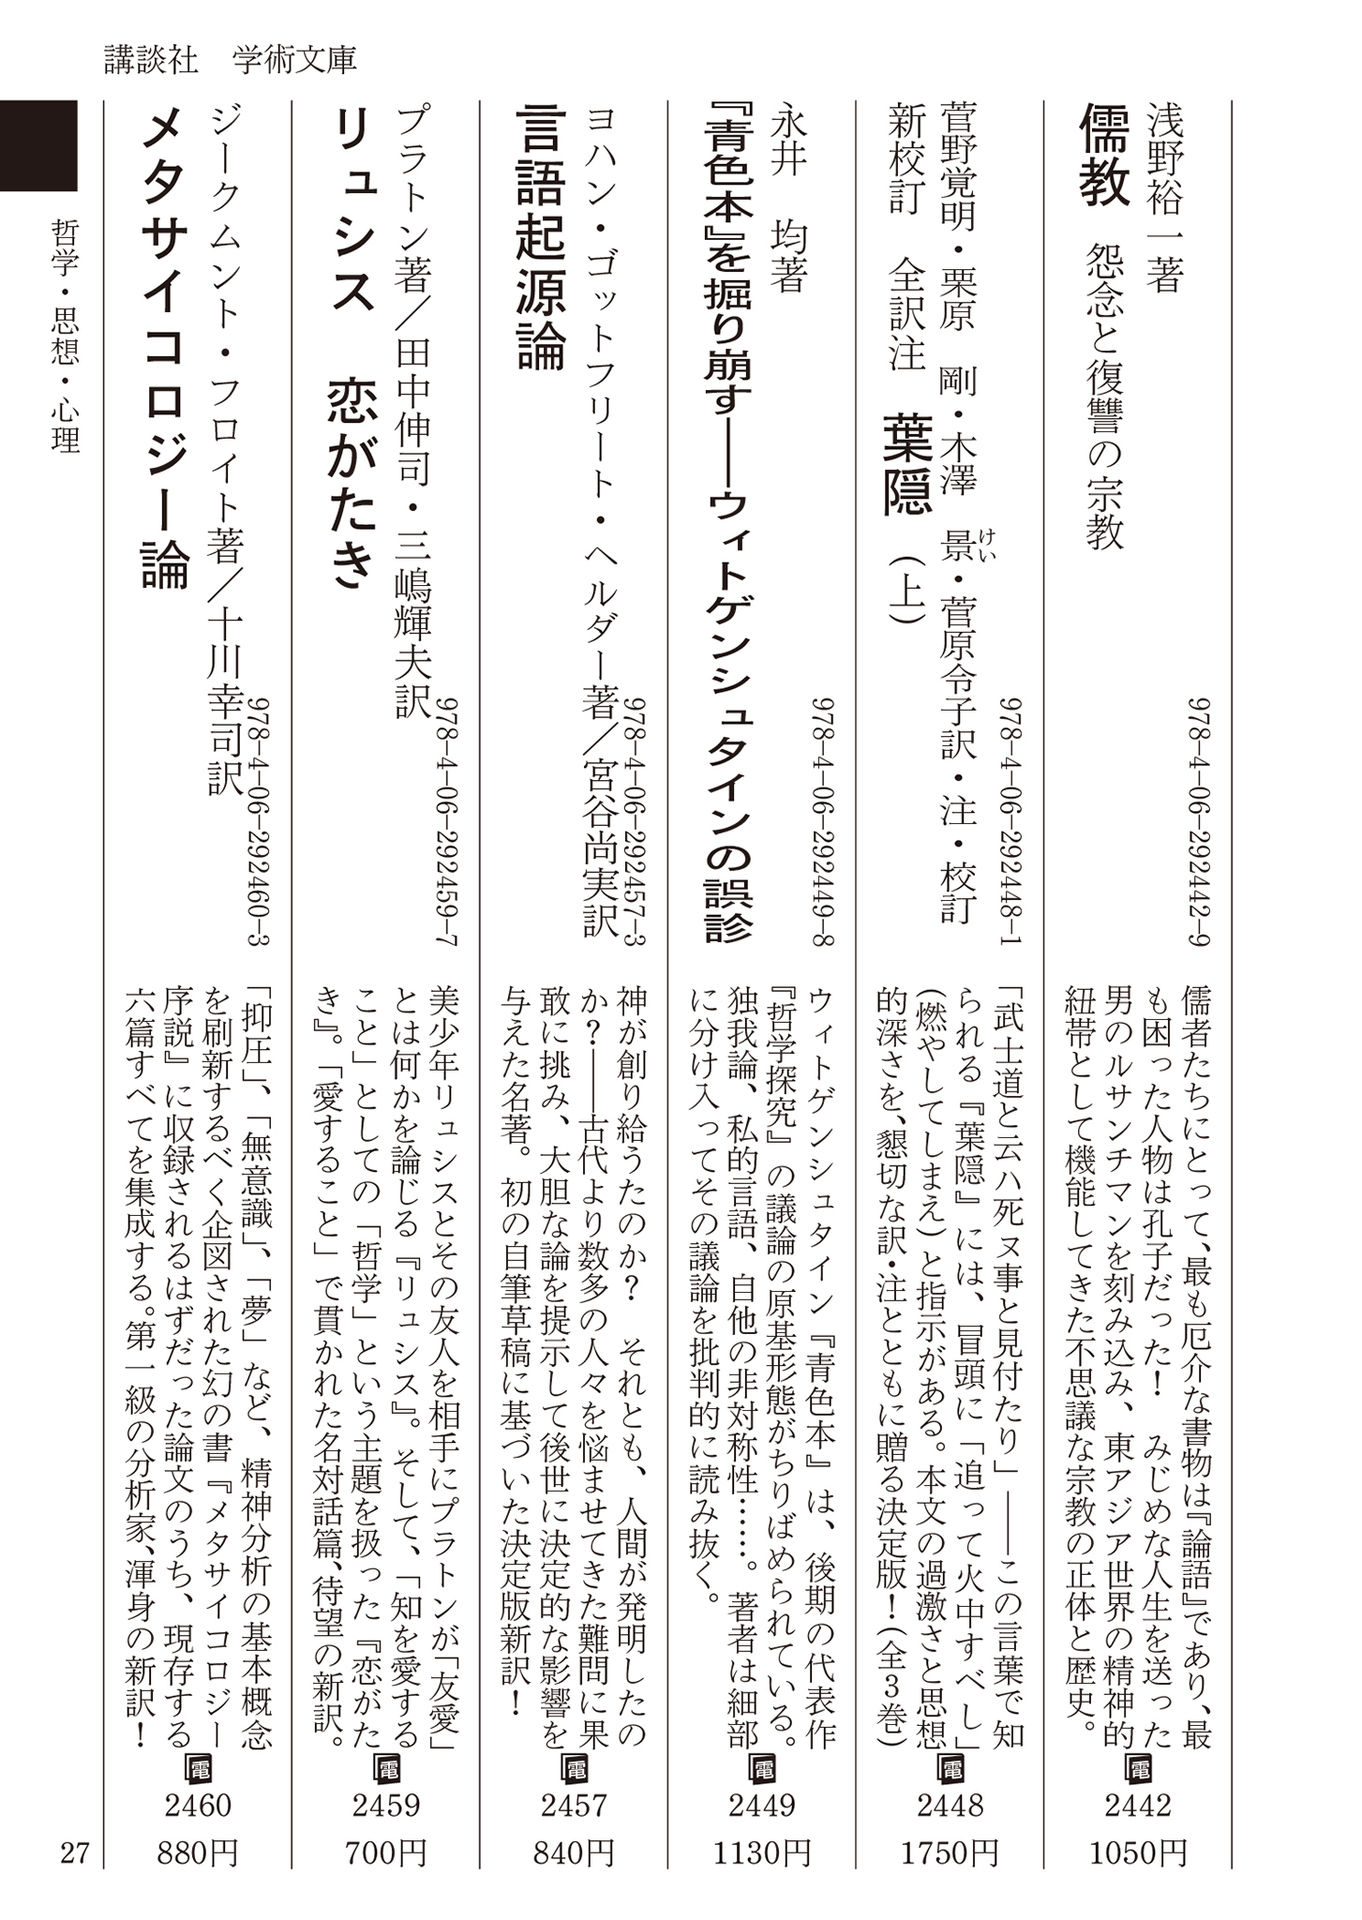 講談社　学術文庫
浅野裕一著
儒教　怨念と復讐の宗教
978-4-06-292442-9
儒者たちにとって、最も厄介な書物は『論語』であり、最
も困った人物は孔子だった！　みじめな人生を送った
男のルサンチマンを刻み込み、東アジア世界の精神的
紐帯として機能してきた不思議な宗教の正体と歴史。
電
2442
1050円
菅野覚明・栗原　剛・木澤　景・菅原令子訳・注・校訂
けい
新校訂　全訳注　葉隠　（上）
978-4-06-292448-1
「武士道と云ハ死ヌ事と見付たり」――この言葉で知
られる『葉隠』には、冒頭に「追って火中すべし」
（燃やしてしまえ）と指示がある。本文の過激さと思想
的深さを、懇切な訳・注とともに贈る決定版！（全3巻）
電
2448
1750円
永井　均著
『青色本』を掘り崩す――ウィトゲンシュタインの誤診
978-4-06-292449-8
ウィトゲンシュタイン『青色本』は、後期の代表作
『哲学探究』の議論の原基形態がちりばめられている。
独我論、私的言語、自他の非対称性……。著者は細部
に分け入ってその議論を批判的に読み抜く。
電
2449
1130円
ヨハン・ゴットフリート・ヘルダー著／宮谷尚実訳
言語起源論
978-4-06-292457-3
神が創り給うたのか？　それとも、人間が発明したの
か？――古代より数多の人々を悩ませてきた難問に果
敢に挑み、大胆な論を提示して後世に決定的な影響を
与えた名著。初の自筆草稿に基づいた決定版新訳！
電
2457
840円
プラトン著／田中伸司・三嶋輝夫訳
リュシス　恋がたき
978-4-06-292459-7
美少年リュシスとその友人を相手にプラトンが「友愛」
とは何かを論じる『リュシス』。そして、「知を愛する
こと」としての「哲学」という主題を扱った『恋がた
き』。「愛すること」で貫かれた名対話篇、待望の新訳。
電
2459
700円
ジークムント・フロイト著／十川幸司訳
メタサイコロジー論
978-4-06-292460-3
「抑圧」、「無意識」、「夢」など、精神分析の基本概念
を刷新するべく企図された幻の書『メタサイコロジー
序説』に収録されるはずだった論文のうち、現存する
六篇すべてを集成する。第一級の分析家、渾身の新訳！
電
2460
880円
哲学・思想・心理
27